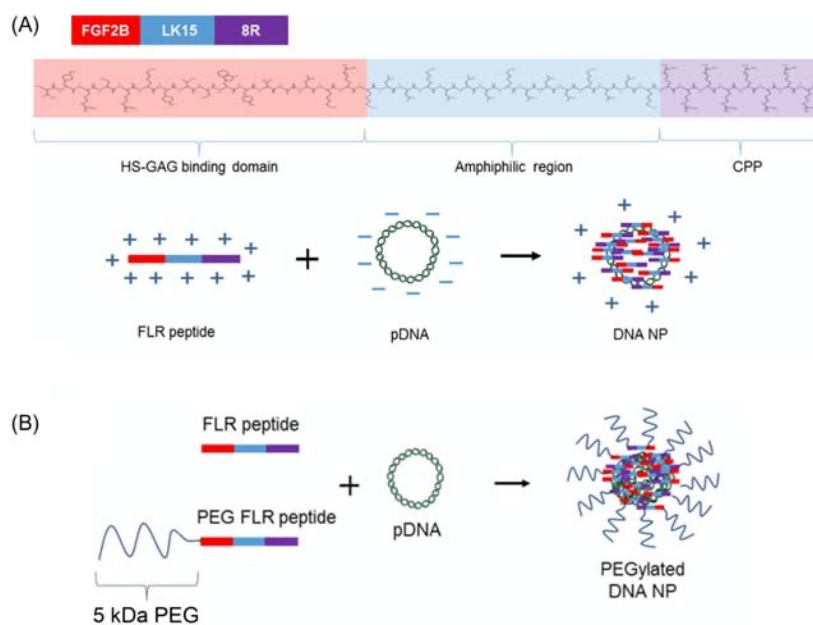 (A)
FGF2B LK15 8R
HS-GAG binding domain Amphiphilic region CPP
FLR peptide pDNA DNA NP
(B)
FLR peptide
PEG FLR peptide
pDNA
5 kDa PEG
PEGylated
DNA NP